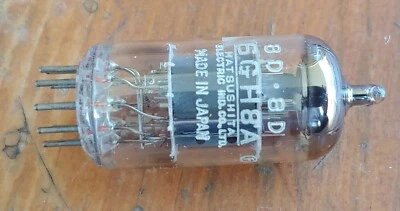 8D·8D
6GH8A
MATSUSHITA
ELECTRIC IND. CO., LTD.
MADE IN JAPAN